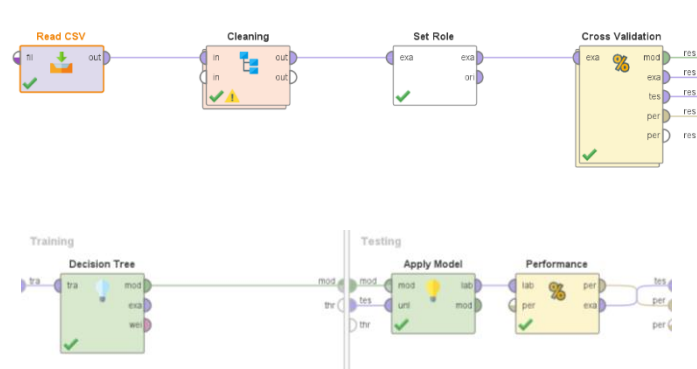 Read CSV
Cleaning
Set Role
Cross Validation
fil
out
in
out
in
out
exa
exa
ori
exa
mod
exa
tes
per
per
res
res
res
res
res
Training
Testing
Decision Tree
Apply Model
Performance
tra
tra
mod
exa
wei
mod
thr
mod
tes
thr
mod
unl
lab
mod
lab
per
per
exa
tes
per
per